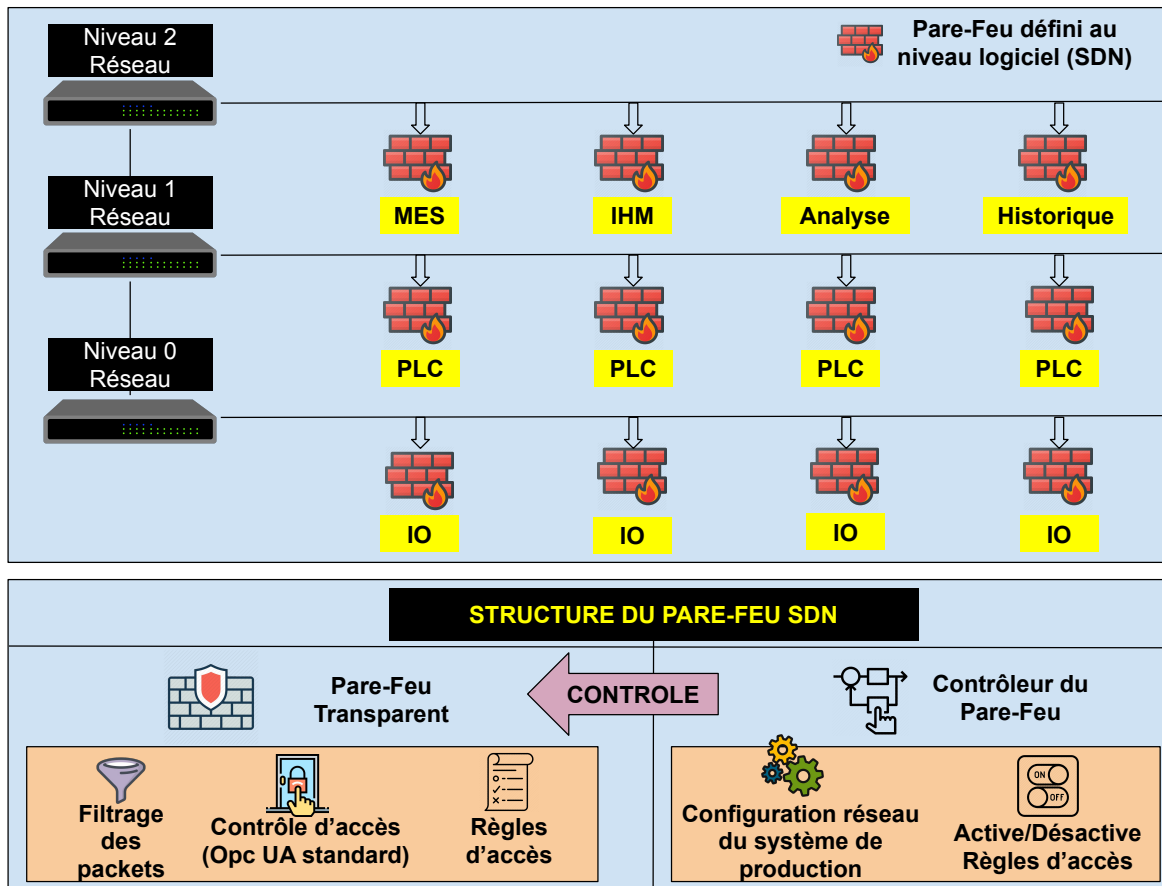 Niveau 2
Réseau
Pare-Feu défini au
niveau logiciel (SDN)
Niveau 1
Réseau
MES
IHM
Analyse
Historique
Niveau 0
Réseau
PLC
PLC
PLC
PLC
IO
IO
IO
IO
STRUCTURE DU PARE-FEU SDN
Pare-Feu
Transparent
CONTROLE
Contrôleur du
Pare-Feu
Filtrage
des
packets
Contrôle d'accès
(Opc UA standard)
Règles
d'accès
Configuration réseau
du système de
production
ON
OFF
Active/Désactive
Règles d'accès